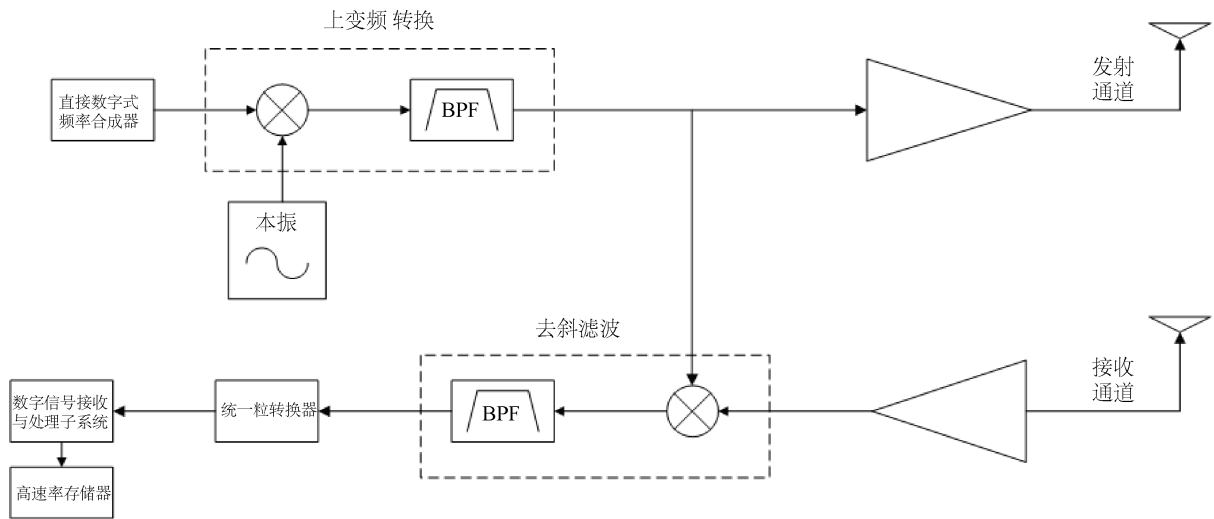 上变频 转换
直接数字式
频率合成器
BPF
发射
通道
本振
去斜滤波
接收
通道
数字信号接收
与处理子系统
统一粒转换器
BPF
高速率存储器